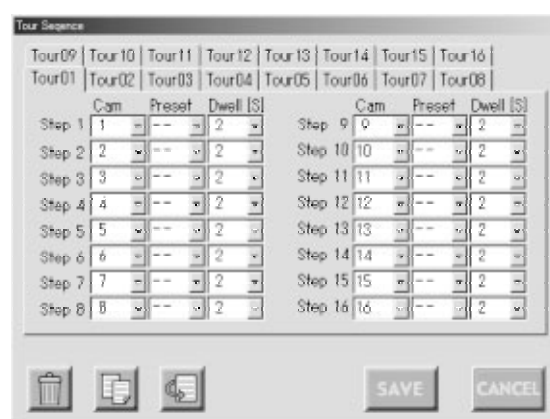 Tour Seqence
Tour09 Tour10 Tour11 Tour12 Tour13 Tour14 Tour15 Tour16
Tour01 Tour02 Tour03 Tour04 Tour05 Tour06 Tour07 Tour08
Cam Preset Dwell [S] Cam Preset Dwell [S]
Step 1 1 -- 2 Step 9 9 -- 2
Step 2 2 -- 2 Step 10 10 -- 2
Step 3 3 -- 2 Step 11 11 -- 2
Step 4 4 -- 2 Step 12 12 -- 2
Step 5 5 -- 2 Step 13 13 -- 2
Step 6 6 -- 2 Step 14 14 -- 2
Step 7 7 -- 2 Step 15 15 -- 2
Step 8 8 -- 2 Step 16 16 -- 2
SAVE CANCEL